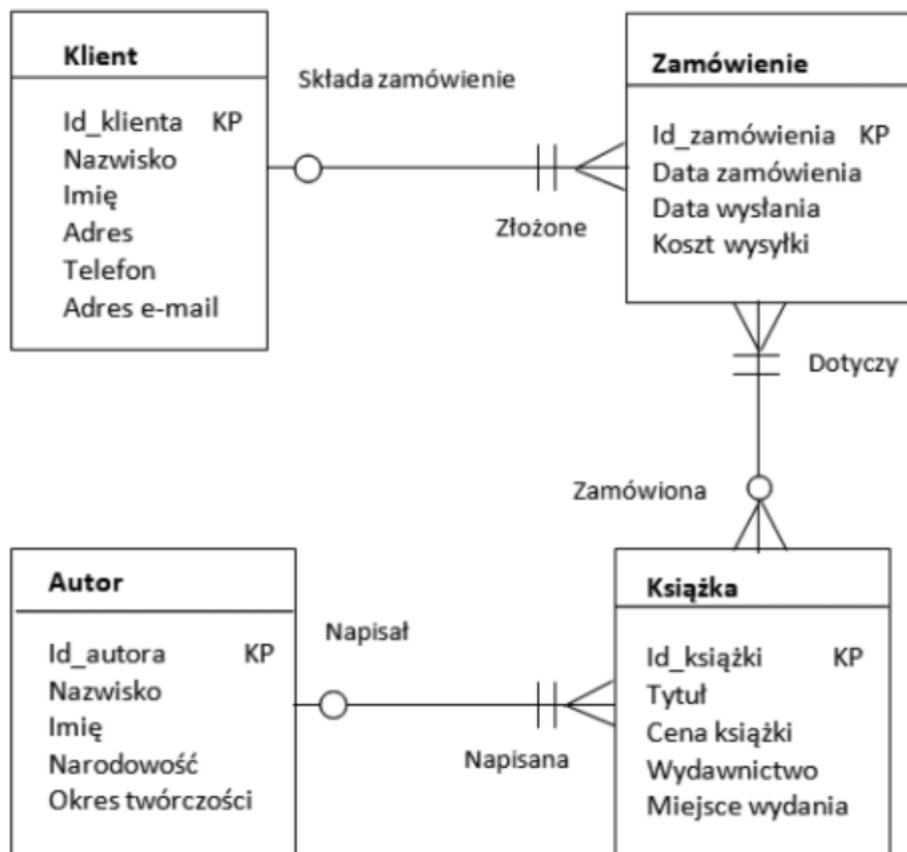 Klient
Id_klienta KP
Nazwisko
Imię
Adres
Telefon
Adres e-mail
Składa zamówienie
Złożone
Zamówienie
Id_zamówienia KP
Data zamówienia
Data wysłania
Koszt wysyłki
Dotyczy
Zamówiona
Autor
Id_autora KP
Nazwisko
Imię
Narodowość
Okres twórczości
Napisał
Napisana
Książka
Id_książki KP
Tytuł
Cena książki
Wydawnictwo
Miejsce wydania